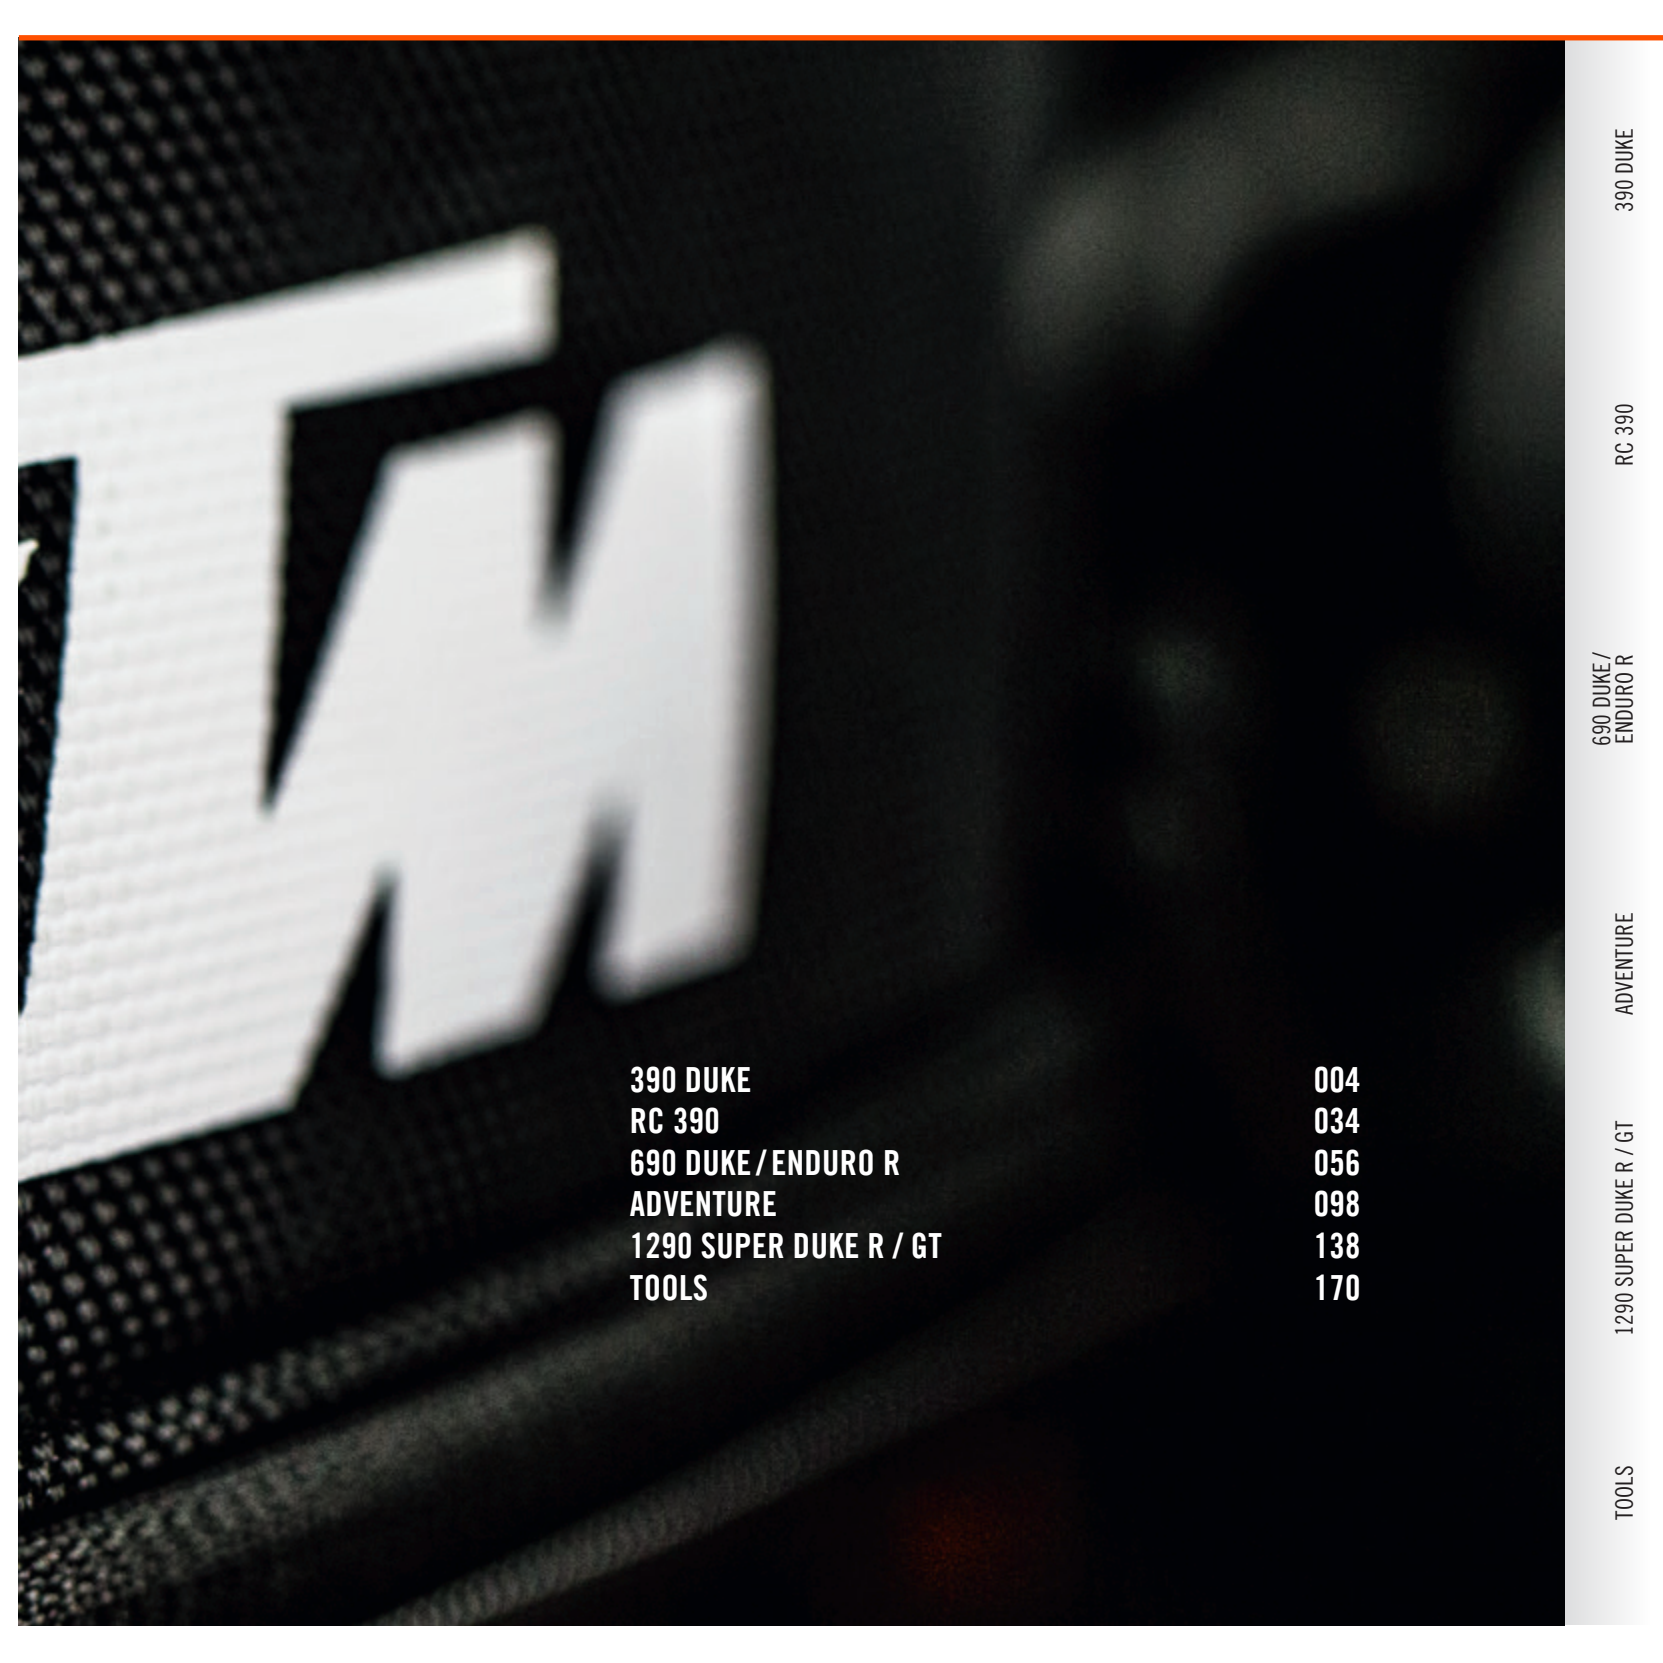 TM
390 DUKE 004
RC 390 034
690 DUKE / ENDURO R 056
ADVENTURE 098
1290 SUPER DUKE R / GT 138
TOOLS 170
390 DUKE
RC 390
690 DUKE /
ENDURO R
ADVENTURE
1290 SUPER DUKE R / GT
TOOLS